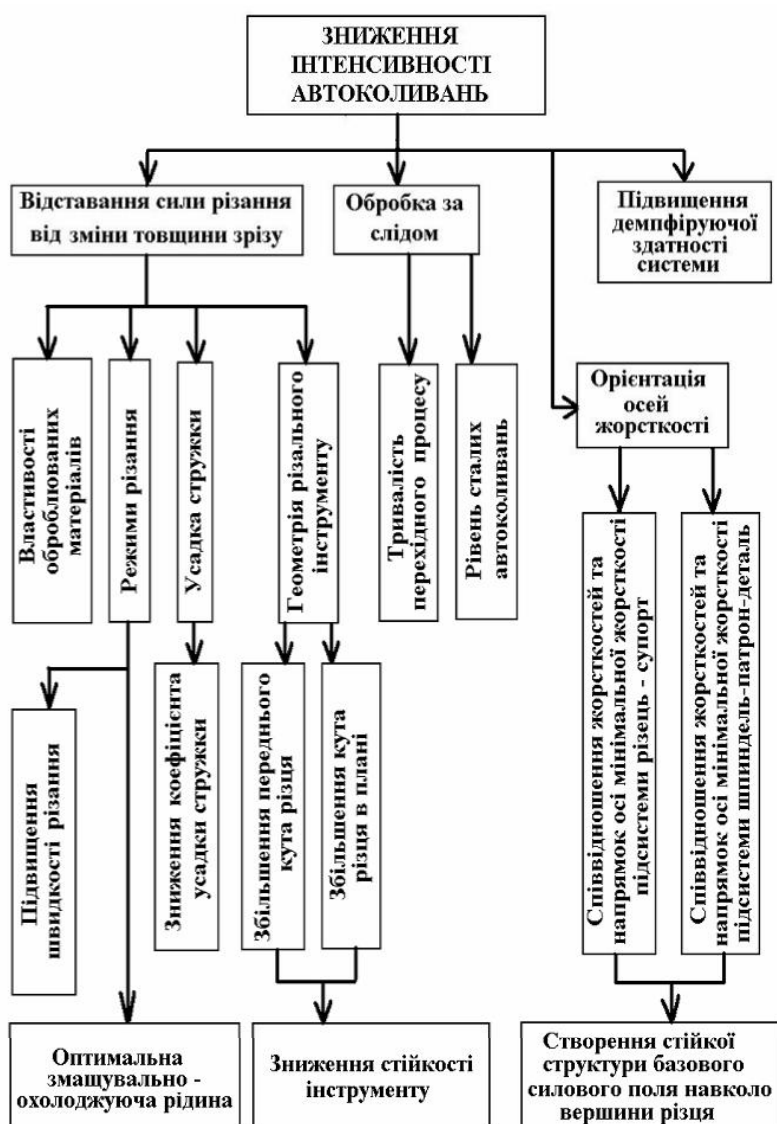 ЗНИЖЕННЯ
ІНТЕНСИВНОСТІ
АВТОКОЛИВАНЬ
Відставання сили різання
від зміни товщини зрізу
Обробка за
слідом
Підвищення
демпфіруючої
здатності
системи
Властивості
оброблюваних
матеріалів
Режими різання
Усадка стружки
Геометрія різального
інструменту
Тривалість
перехідного процесу
Рівень сталих
автоколивань
Орієнтація
осей
жорсткості
Підвищення
швидкості різання
Зниження коефіцієнта
усадки стружки
Збільшення переднього
кута різця
Збільшення кута
різця в плані
Співвідношення жорсткостей та
напрямок осі мінімальної жорсткості
підсистеми різець - супорт
Співвідношення жорсткостей та
напрямок осі мінімальної жорсткості
підсистеми шпиндель-патрон-деталь
Оптимальна
змащувально -
охолоджуюча рідина
Зниження стійкості
інструменту
Створення стійкої
структури базового
силового поля навколо
вершини різця